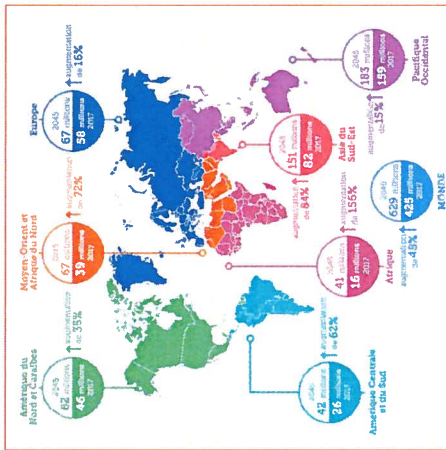 Amérique du
Nord et Caraïbes
2045
62 millions
46 millions
2017
augmentation
de 35%
Moyen-Orient et
Afrique du Nord
2045
67 millions
39 millions
2017
augmentation
de 72%
Europe
2045
67 millions
58 millions
2017
augmentation
de 16%
Amérique Centrale
et du Sud
2045
42 millions
26 millions
2017
augmentation
de 62%
Afrique
2045
41 millions
16 millions
2017
augmentation
de 156%
Asie du
Sud-Est
2045
151 millions
82 millions
2017
augmentation
de 84%
Pacifique
Occidental
2045
183 millions
159 millions
2017
augmentation
de 15%
MONDE
2045
629 millions
425 millions
2017
augmentation
de 48%